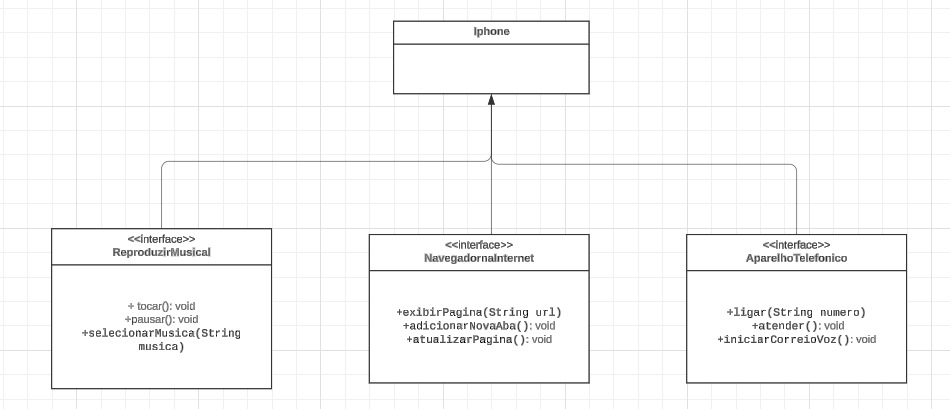 Iphone
<<interface>>
ReproduzirMusical
+ tocar(): void
+pausar(): void
+selecionarMusica(String
musica)
<<interface>>
NavegadornaInternet
+exibirPagina(String url)
+adicionarNovaAba(): void
+atualizarPagina(): void
<<interface>>
AparelhoTelefonico
+ligar(String numero)
+atender(): void
+iniciarCorreioVoz(): void